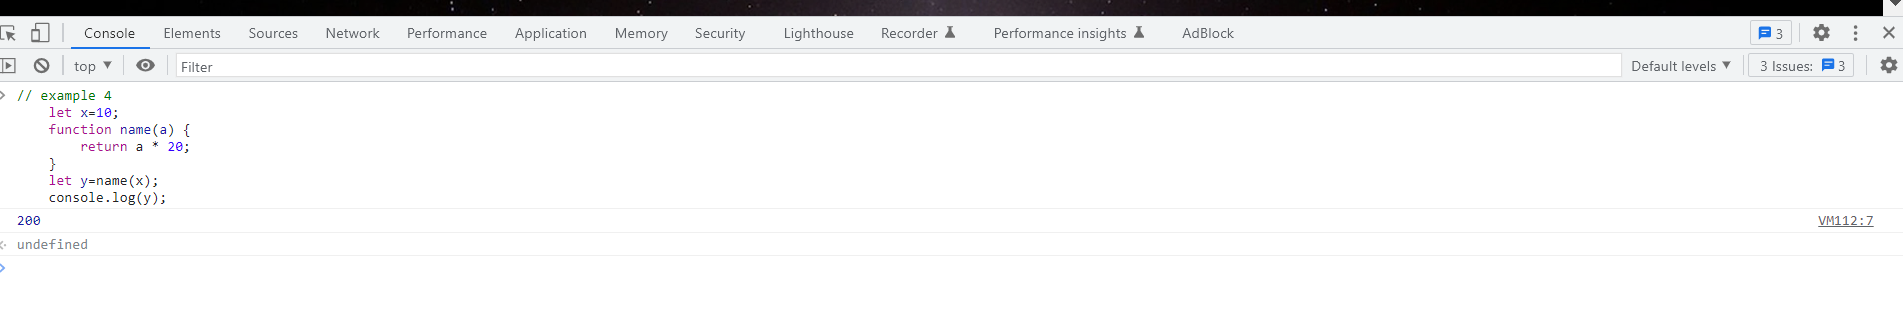 Console Elements Sources Network Performance Application Memory Security Lighthouse Recorder Performance insights AdBlock 3
top Filter Default levels 3 Issues: 3
// example 4
let x=10;
function name(a) {
return a * 20;
}
let y=name(x);
console.log(y);
200 VM112:7
undefined